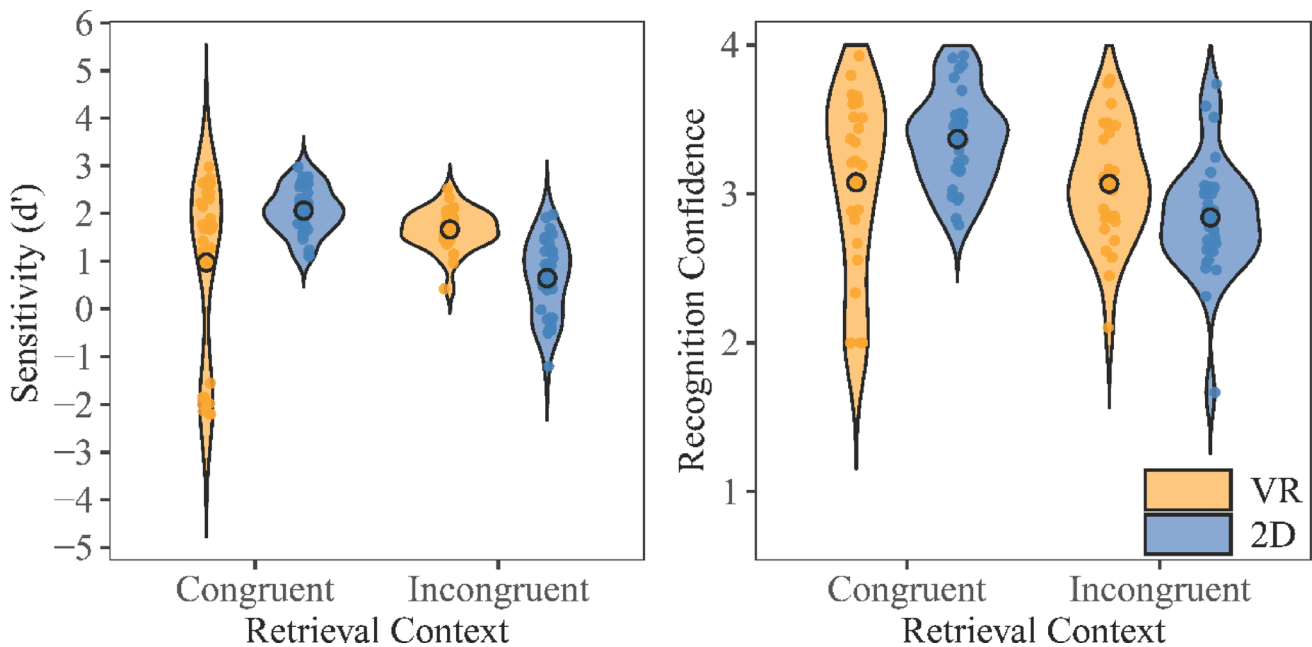 Sensitivity (d')
6
5
4
3
2
1
0
−1
−2
−3
−4
−5
Congruent Incongruent
Retrieval Context
Recognition Confidence
4
3
2
1
VR
2D
Congruent Incongruent
Retrieval Context